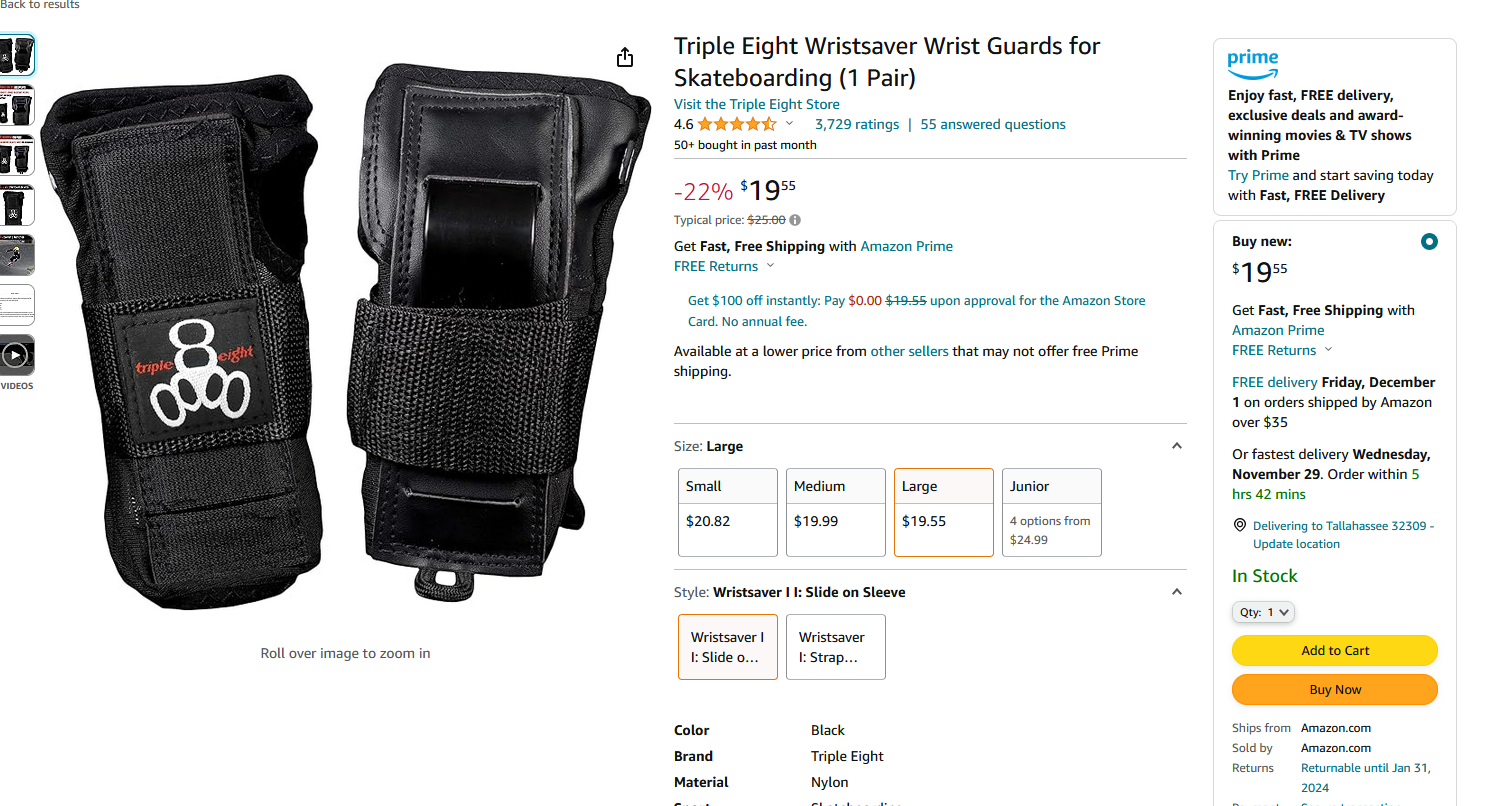 Back to results
VIDEOS
triple eight
Roll over image to zoom in
Triple Eight Wristsaver Wrist Guards for
Skateboarding (1 Pair)
Visit the Triple Eight Store
4.6 3,729 ratings | 55 answered questions
50+ bought in past month
-22% $19 55
Typical price: $25.00
Get Fast, Free Shipping with Amazon Prime
FREE Returns
Get $100 off instantly: Pay $0.00 $19.55 upon approval for the Amazon Store
Card. No annual fee.
Available at a lower price from other sellers that may not offer free Prime
shipping.
Size: Large
Small Medium Large Junior
$20.82 $19.99 $19.55 4 options from
$24.99
Style: Wristsaver I I: Slide on Sleeve
Wristsaver I Wristsaver
I: Slide o... I: Strap...
Color Black
Brand Triple Eight
Material Nylon
prime
Enjoy fast, FREE delivery,
exclusive deals and award-
winning movies & TV shows
with Prime
Try Prime and start saving today
with Fast, FREE Delivery
Buy new:
$19 55
Get Fast, Free Shipping with
Amazon Prime
FREE Returns
FREE delivery Friday, December
1 on orders shipped by Amazon
over $35
Or fastest delivery Wednesday,
November 29. Order within 5
hrs 42 mins
Delivering to Tallahassee 32309 -
Update location
In Stock
Qty: 1
Add to Cart
Buy Now
Ships from Amazon.com
Sold by Amazon.com
Returns Returnable until Jan 31,
2024